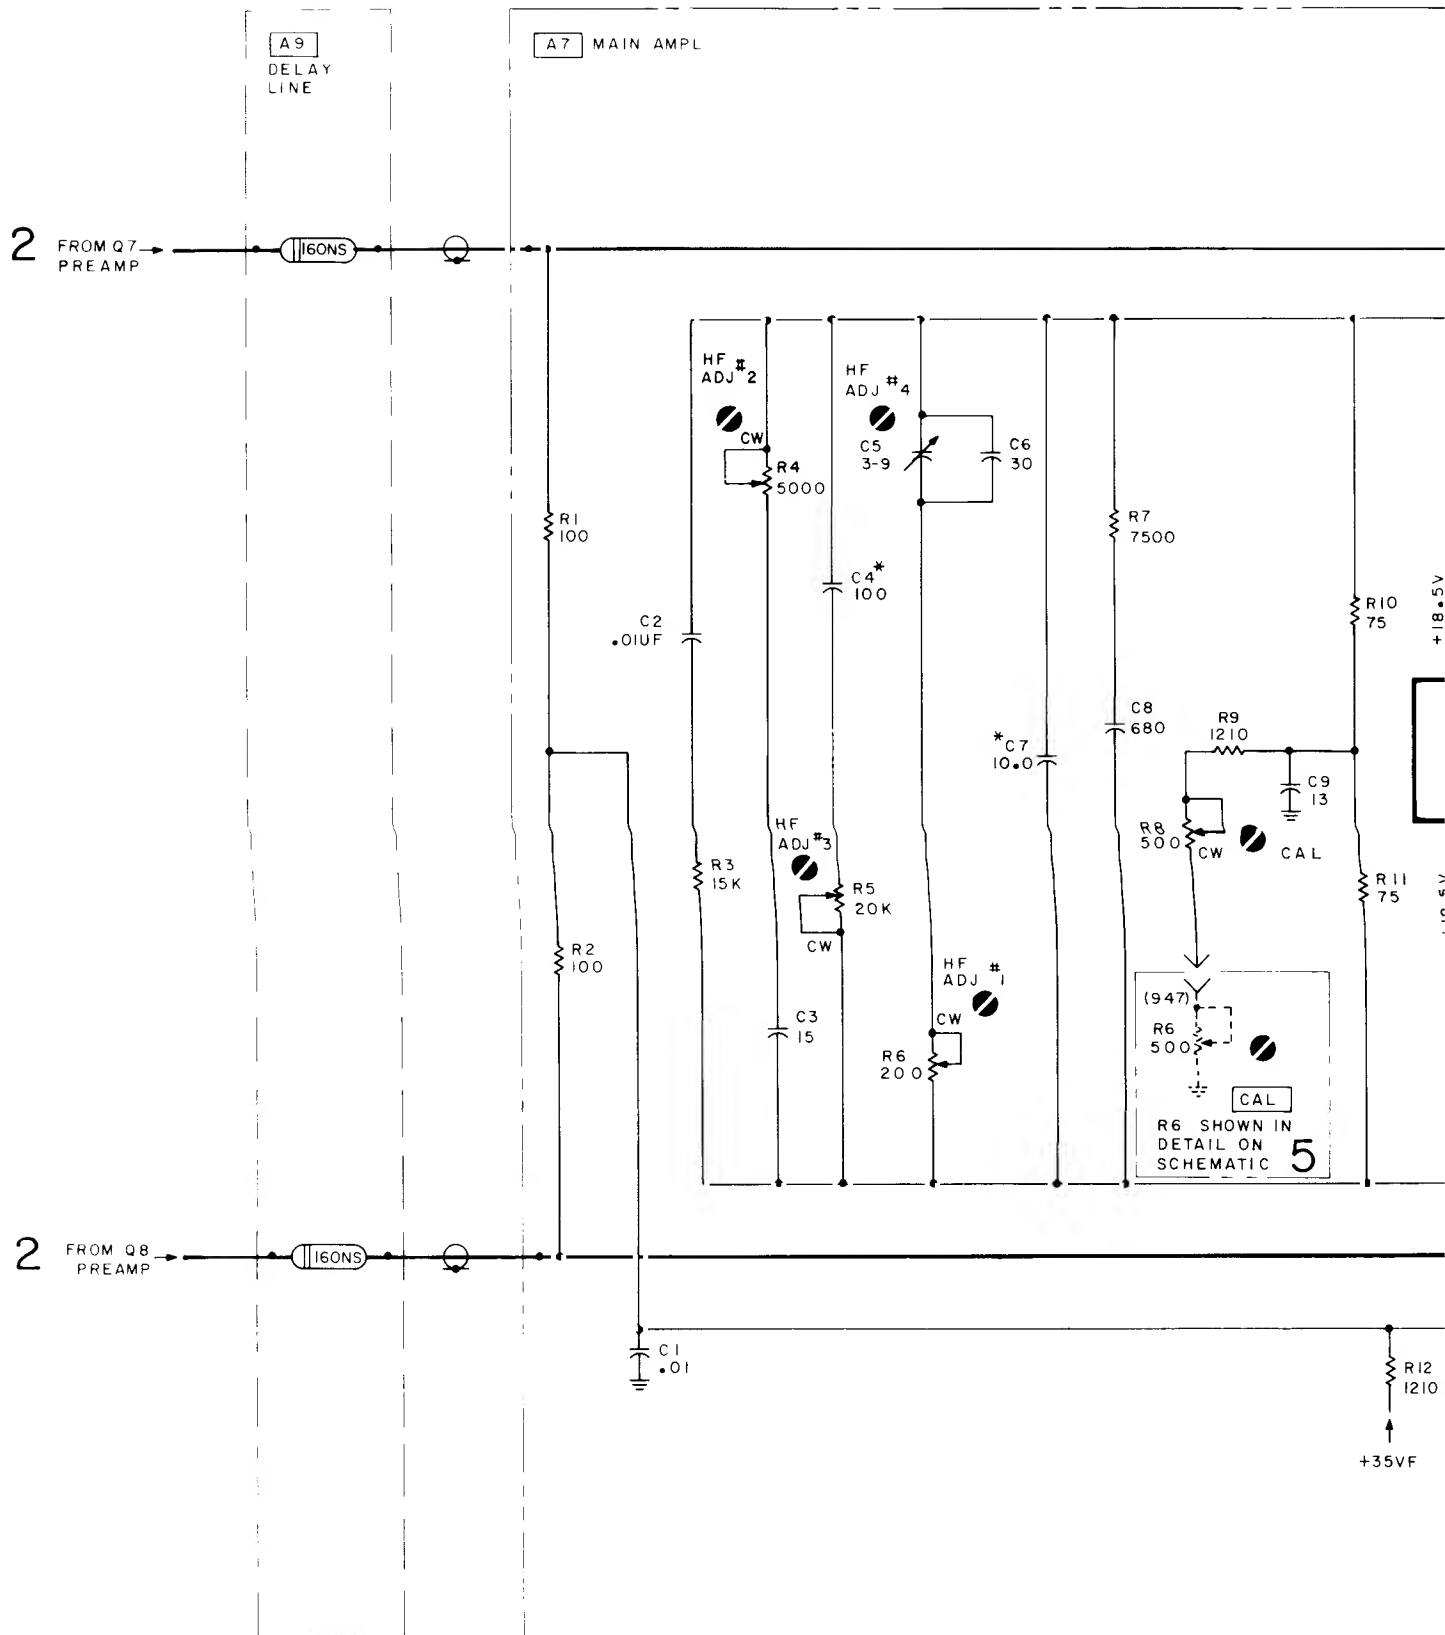 A9
DELAY
LINE
A7 MAIN AMPL
2
FROM Q7
PREAMP
160NS
HF
ADJ #2
CW
R4
5000
HF
ADJ #4
C5
3-9
C6
30
R1
100
C4*
100
R7
7500
C2
.01UF
R10
75
+18.5V
C8
680
R9
1210
*C7
10.0
C9
13
R8
500
CW
CAL
HF
ADJ #3
R3
15K
R5
20K
CW
R11
75
R2
100
HF
ADJ #1
CW
C3
15
R6
200
(947)
R6
500
CAL
R6 SHOWN IN
DETAIL ON
SCHEMATIC 5
2
FROM Q8
PREAMP
160NS
C1
.01
R12
1210
+35VF